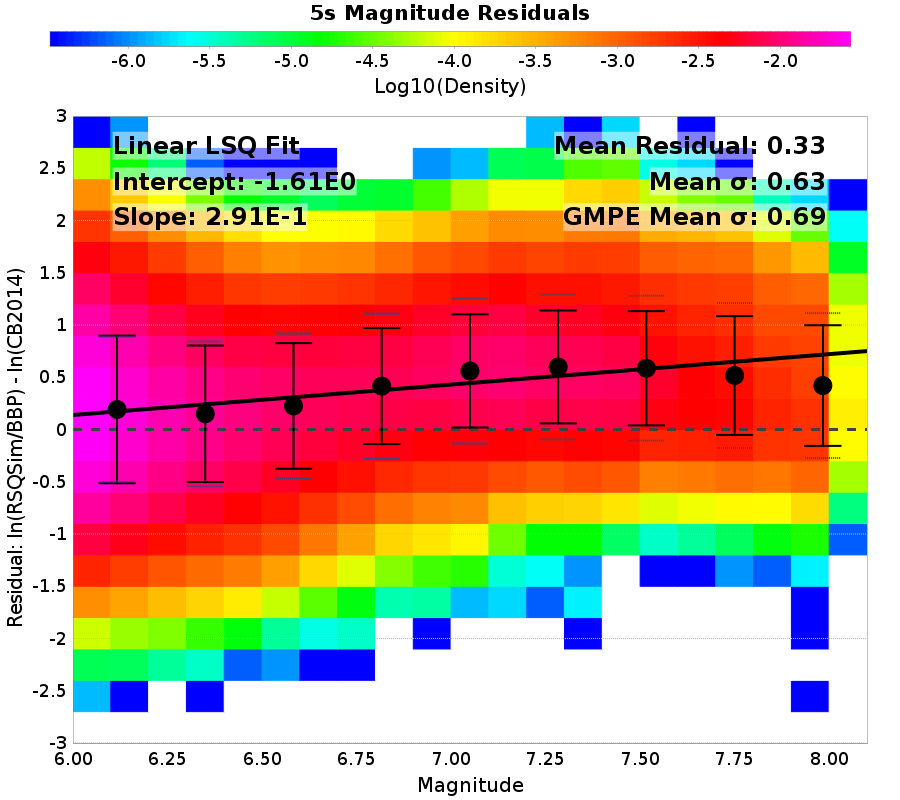 5s Magnitude Residuals
-6.0 -5.5 -5.0 -4.5 -4.0 -3.5 -3.0 -2.5 -2.0
Log10(Density)
Linear LSQ Fit
Intercept: -1.61E0
Slope: 2.91E-1
Mean Residual: 0.33
Mean σ: 0.63
GMPE Mean σ: 0.69
Residual: ln(RSQSim/BBP) - ln(CB2014)
3
2.5
2
1.5
1
0.5
0
-0.5
-1
-1.5
-2
-2.5
-3
6.00 6.25 6.50 6.75 7.00 7.25 7.50 7.75 8.00
Magnitude